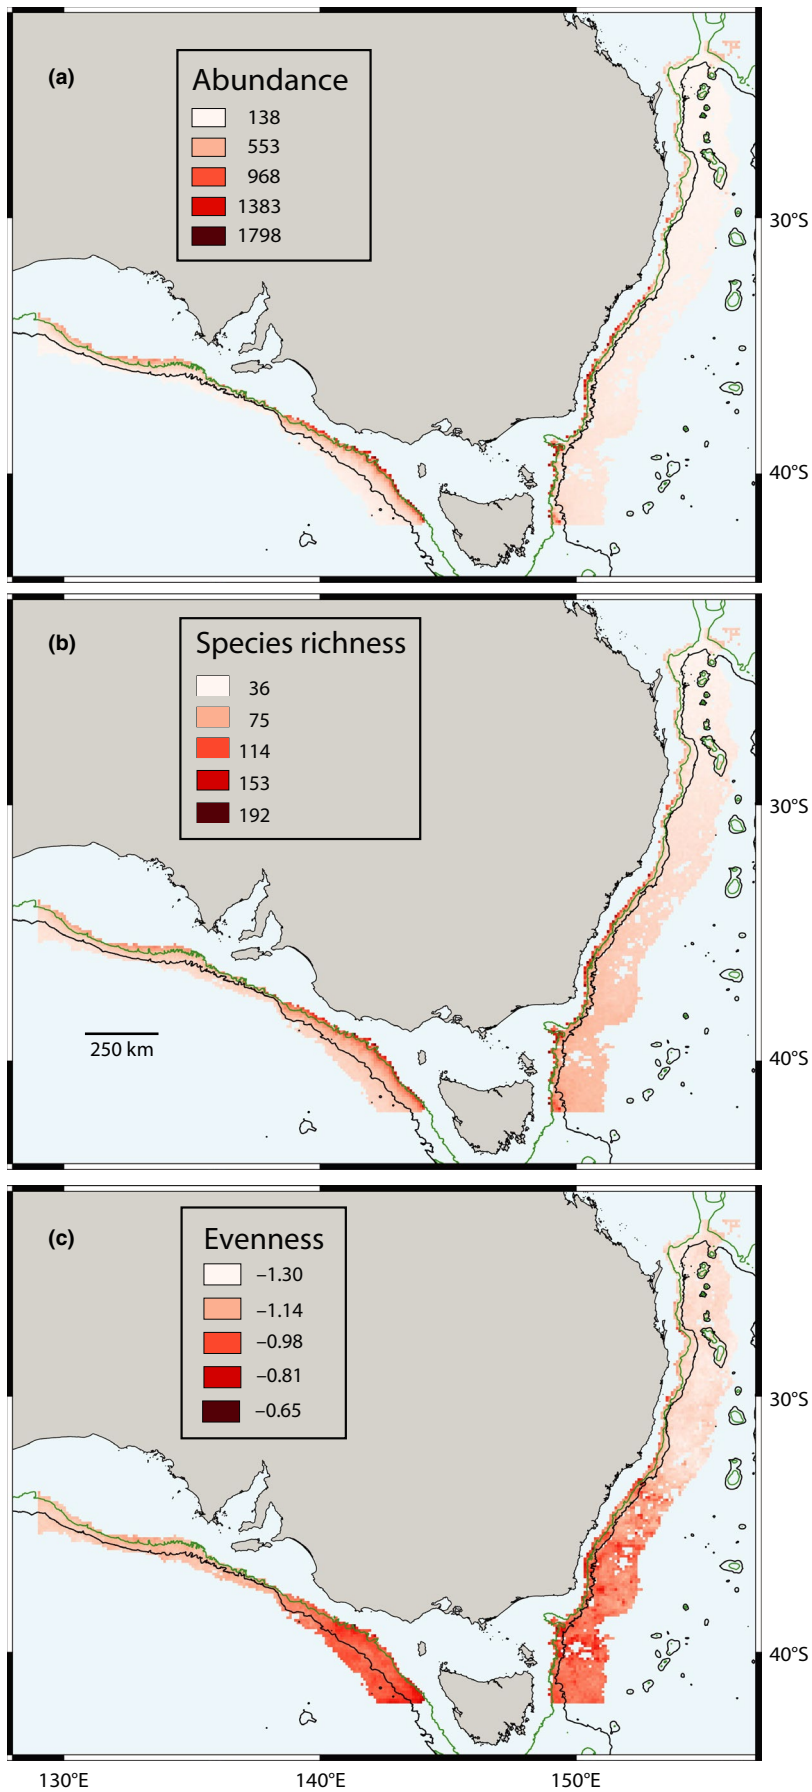 (a)
Abundance
138
553
968
1383
1798
30°S
40°S
(b)
Species richness
36
75
114
153
192
30°S
250 km
40°S
(c)
Evenness
−1.30
−1.14
−0.98
−0.81
−0.65
30°S
40°S
130°E 140°E 150°E